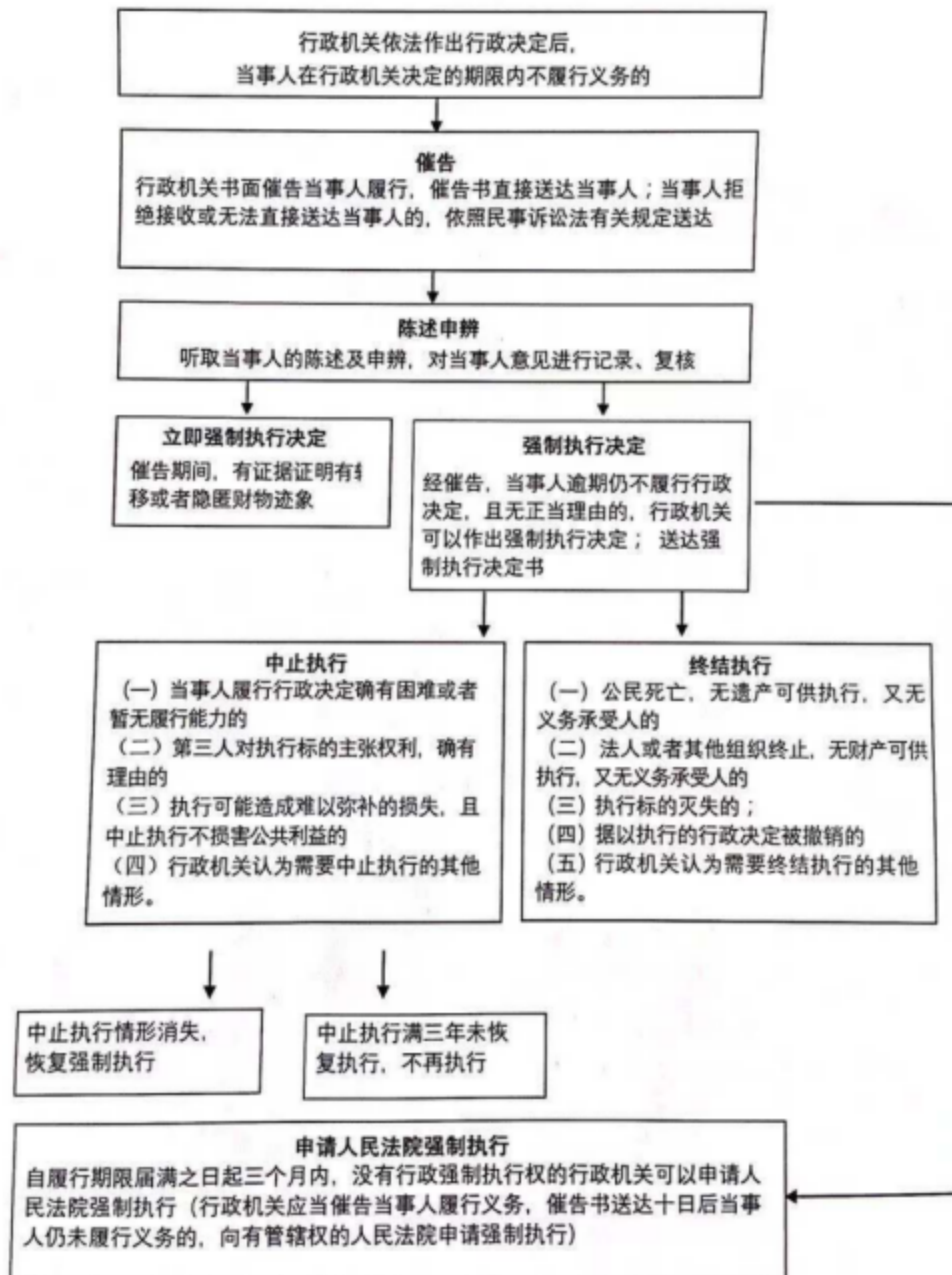 行政机关依法作出行政决定后,
当事人在行政机关决定的期限内不履行义务的
催告
行政机关书面催告当事人履行，催告书直接送达当事人；当事人拒
绝接收或无法直接送达当事人的，依照民事诉讼法有关规定送达
陈述申辨
听取当事人的陈述及申辨，对当事人意见进行记录、复核
立即强制执行决定
催告期间，有证据证明有
移或者隐匿财物迹象
强制执行决定
经催告，当事人逾期仍不履行行政
决定，且无正当理由的，行政机关
可以作出强制执行决定； 送达强
制执行决定书
中止执行
（一）当事人履行行政决定确有困难或者
暂无履行能力的
（二）第三人对执行标的主张权利，确有
理由的
（三）执行可能造成难以弥补的损失，且
中止执行不损害公共利益的
（四）行政机关认为需要中止执行的其他
情形。
终结执行
（一）公民死亡，无遗产可供执行，又无
义务承受人的
（二）法人或者其他组织终止，无财产可供
执行，又无义务承受人的
（三）执行标的灭失的；
（四）据以执行的行政决定被撤销的
（五）行政机关认为需要终结执行的其他
情形。
中止执行情形消失，
恢复强制执行
中止执行满三年未恢
复执行，不再执行
申请人民法院强制执行
自履行期限届满之日起三个月内，没有行政强制执行权的行政机关可以申请人
民法院强制执行（行政机关应当催告当事人履行义务，催告书送达十日后当事
人仍未履行义务的，向有管辖权的人民法院申请强制执行）